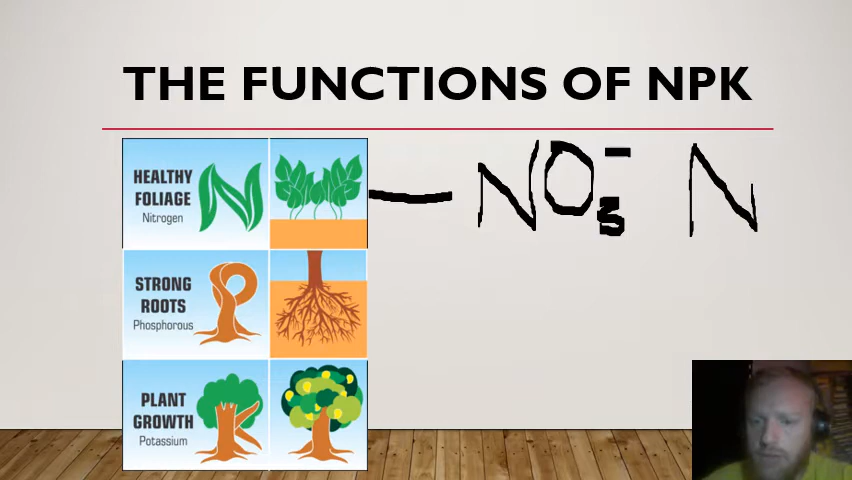 THE FUNCTIONS OF NPK
HEALTHY
FOLIAGE
Nitrogen
N
— NO₃⁻ N
STRONG
ROOTS
Phosphorous
P
PLANT
GROWTH
Potassium
K